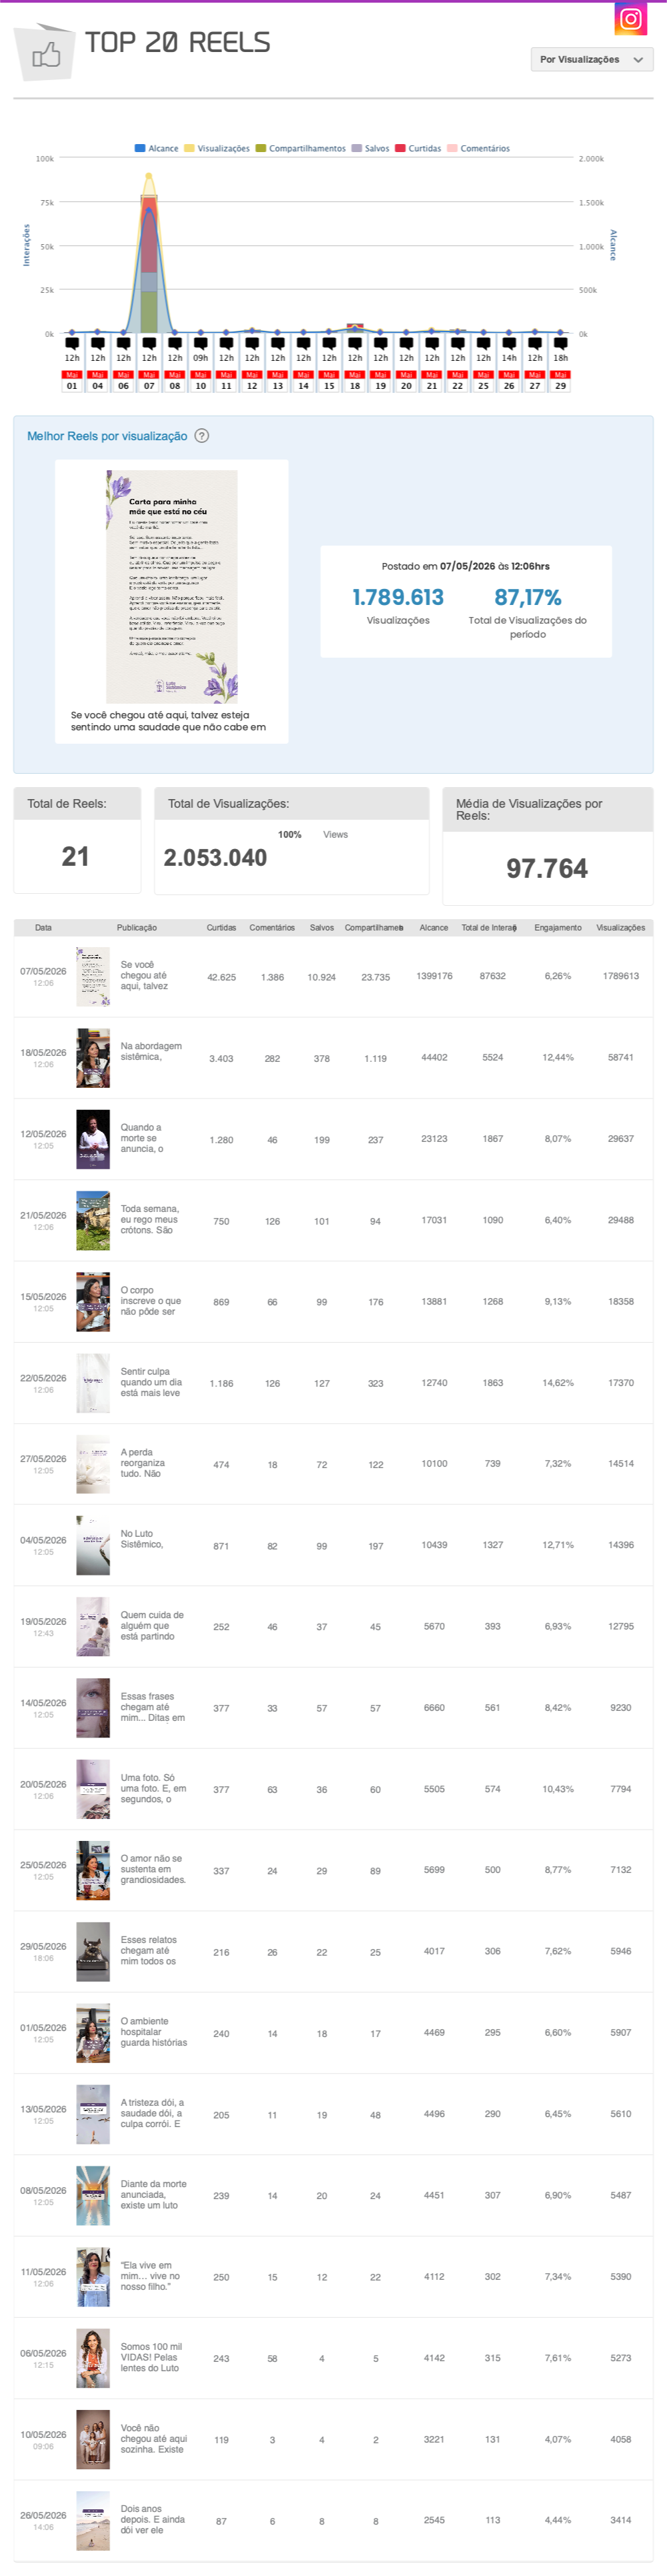 TOP 20 REELS
Por Visualizações
Alcance Visualizações Compartilhamentos Salvos Curtidas Comentários
100k 2.000k
75k 1.500k
50k 1.000k
25k 500k
0k 0k
Interações
Alcance
12h 12h 12h 12h 12h 09h 12h 12h 12h 12h 12h 12h 12h 12h 12h 12h 12h 14h 12h 18h
Mai Mai Mai Mai Mai Mai Mai Mai Mai Mai Mai Mai Mai Mai Mai Mai Mai Mai Mai Mai
01 04 06 07 08 10 11 12 13 14 15 18 19 20 21 22 25 26 27 29
Melhor Reels por visualização ?
Carta para minha
mãe que está no céu
Luto
Sistêmico
Se você chegou até aqui, talvez esteja
sentindo uma saudade que não cabe em
Postado em 07/05/2026 às 12:06hrs
1.789.613 87,17%
Visualizações Total de Visualizações do
período
Total de Reels:
21
Total de Visualizações:
100% Views
2.053.040
Média de Visualizações por
Reels:
97.764
Data Publicação Curtidas Comentários Salvos Compartilhamen Alcance Total de Interaç Engajamento Visualizações
07/05/2026 12:06 Se você chegou até aqui, talvez 42.625 1.386 10.924 23.735 1399176 87632 6,26% 1789613
18/05/2026 12:06 Na abordagem sistêmica, 3.403 282 378 1.119 44402 5524 12,44% 58741
12/05/2026 12:05 Quando a morte se anuncia, o 1.280 46 199 237 23123 1867 8,07% 29637
21/05/2026 12:06 Toda semana, eu rego meus crótons. São 750 126 101 94 17031 1090 6,40% 29488
15/05/2026 12:05 O corpo inscreve o que não pôde ser 869 66 99 176 13881 1268 9,13% 18358
22/05/2026 12:06 Sentir culpa quando um dia está mais leve 1.186 126 127 323 12740 1863 14,62% 17370
27/05/2026 12:05 A perda reorganiza tudo. Não 474 18 72 122 10100 739 7,32% 14514
04/05/2026 12:05 No Luto Sistêmico, 871 82 99 197 10439 1327 12,71% 14396
19/05/2026 12:43 Quem cuida de alguém que está partindo 252 46 37 45 5670 393 6,93% 12795
14/05/2026 12:05 Essas frases chegam até mim... Ditas em 377 33 57 57 6660 561 8,42% 9230
20/05/2026 12:06 Uma foto. Só uma foto. E, em segundos, o 377 63 36 60 5505 574 10,43% 7794
25/05/2026 12:05 O amor não se sustenta em grandiosidades. 337 24 29 89 5699 500 8,77% 7132
29/05/2026 18:06 Esses relatos chegam até mim todos os 216 26 22 25 4017 306 7,62% 5946
01/05/2026 12:05 O ambiente hospitalar guarda histórias 240 14 18 17 4469 295 6,60% 5907
13/05/2026 12:05 A tristeza dói, a saudade dói, a culpa corrói. E 205 11 19 48 4496 290 6,45% 5610
08/05/2026 12:05 Diante da morte anunciada, existe um luto 239 14 20 24 4451 307 6,90% 5487
11/05/2026 12:06 "Ela vive em mim... vive no nosso filho." 250 15 12 22 4112 302 7,34% 5390
06/05/2026 12:15 Somos 100 mil VIDAS! Pelas lentes do Luto 243 58 4 5 4142 315 7,61% 5273
10/05/2026 09:06 Você não chegou até aqui sozinha. Existe 119 3 4 2 3221 131 4,07% 4058
26/05/2026 14:06 Dois anos depois. E ainda dói ver ele 87 6 8 8 2545 113 4,44% 3414